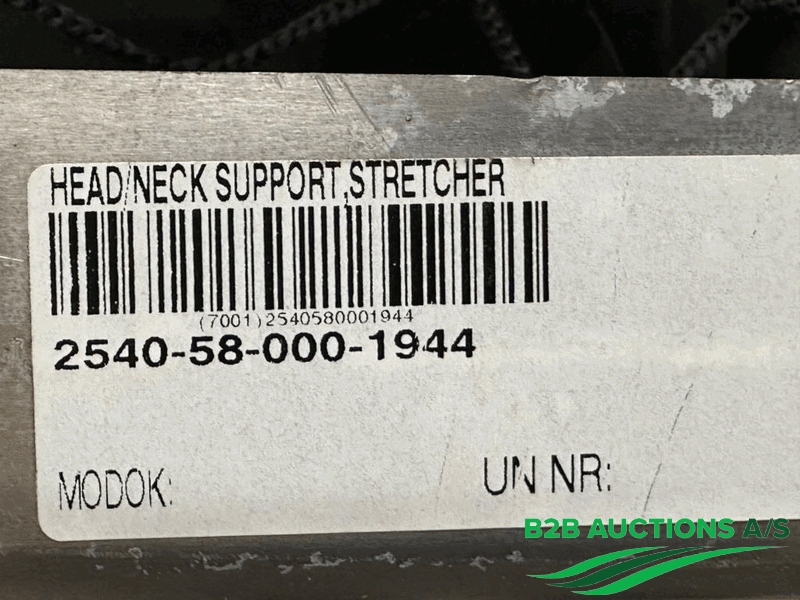 HEAD/NECK SUPPORT,STRETCHER
(7001)2540580001944
2540-58-000-1944
MODOK:
UN NR:
B2B AUCTIONS A/S